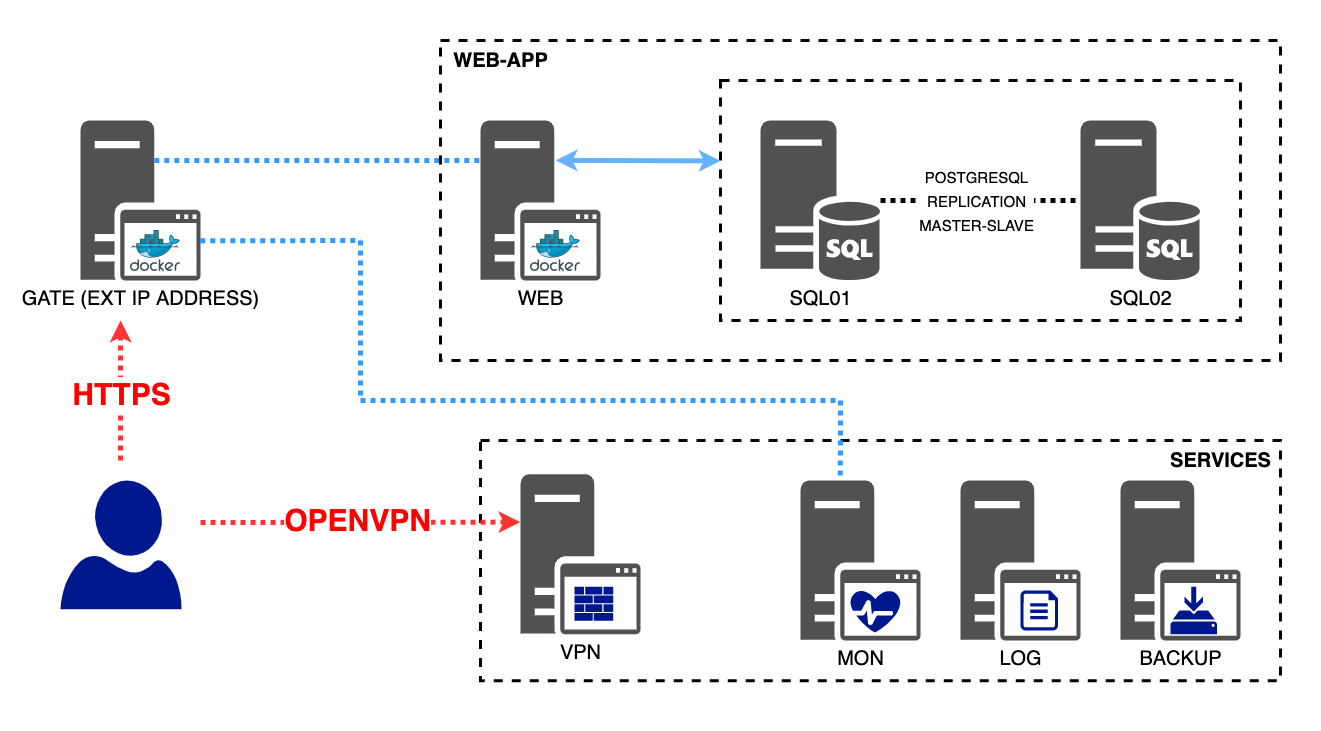 WEB-APP
POSTGRESQL
REPLICATION
MASTER-SLAVE
SQL
SQL
docker
docker
GATE (EXT IP ADDRESS)
WEB
SQL01
SQL02
HTTPS
SERVICES
OPENVPN
VPN
MON
LOG
BACKUP